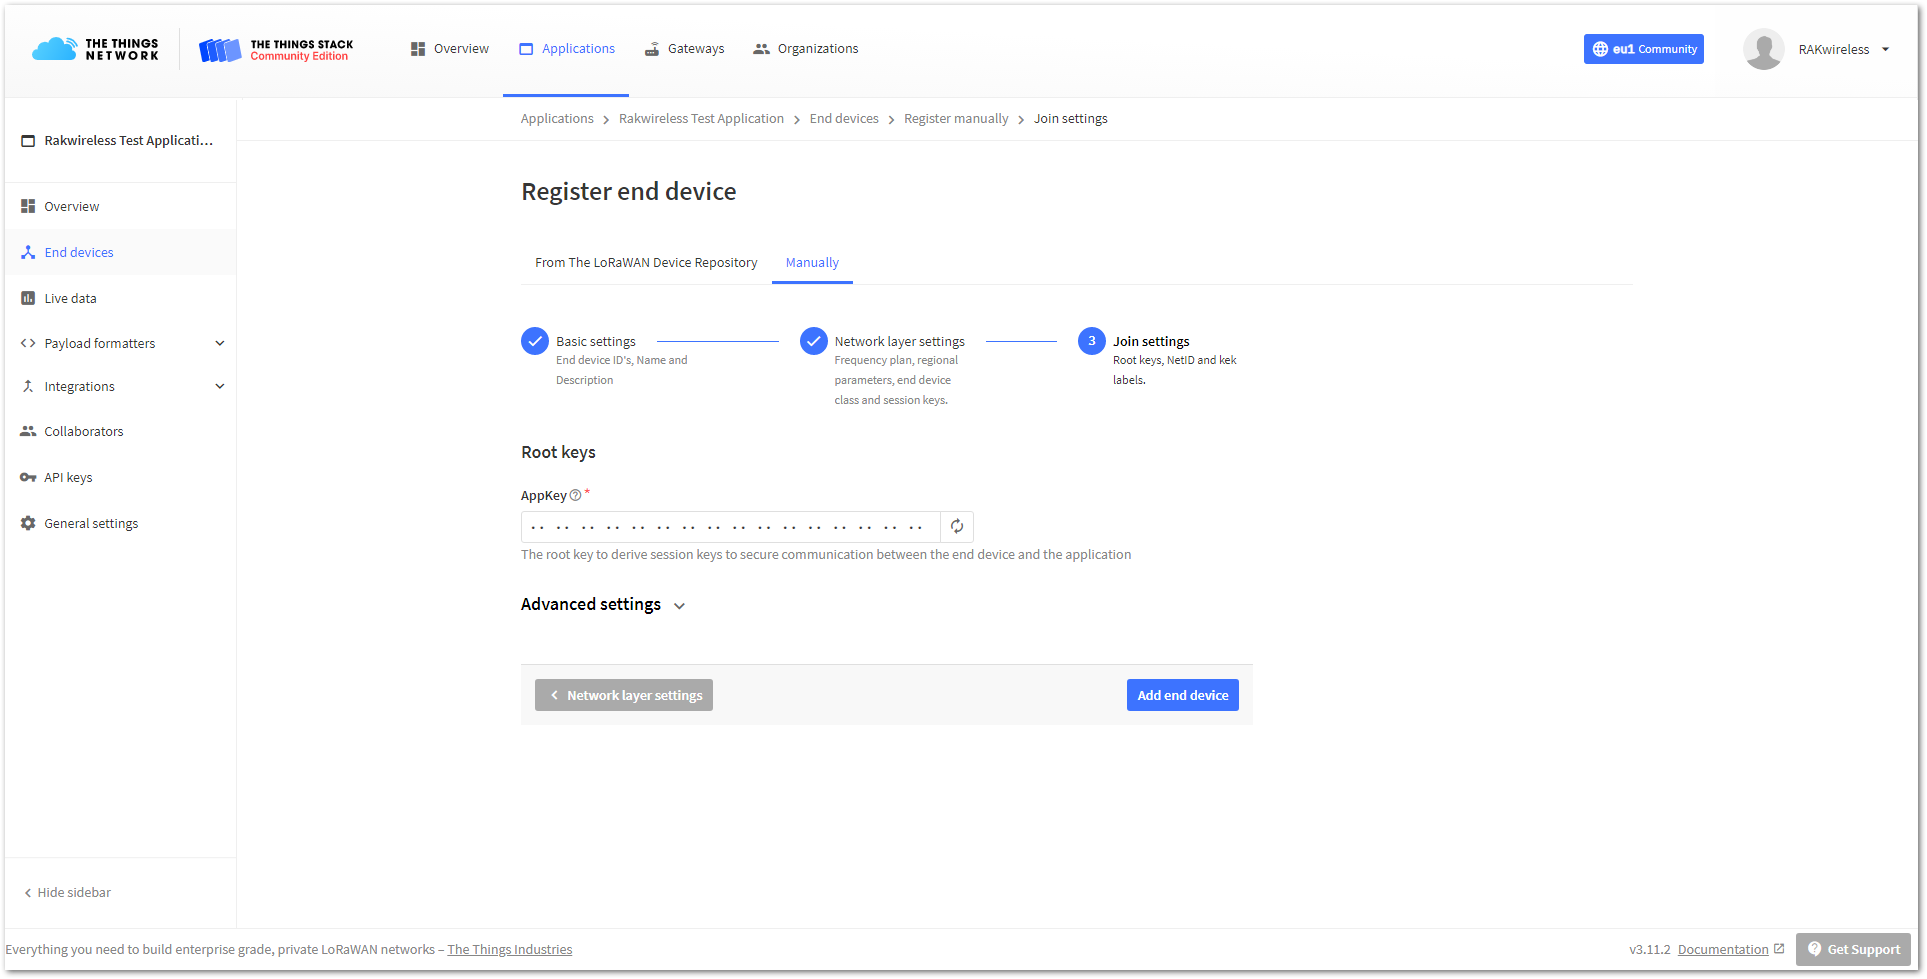 THE THINGS
NETWORK
THE THINGS STACK
Community Edition
Overview
Applications
Gateways
Organizations
eu1 Community
RAKwireless
Rakwireless Test Applicati...
Overview
End devices
Live data
Payload formatters
Integrations
Collaborators
API keys
General settings
Hide sidebar
Applications > Rakwireless Test Application > End devices > Register manually > Join settings
Register end device
From The LoRaWAN Device Repository
Manually
Basic settings
End device ID's, Name and
Description
Network layer settings
Frequency plan, regional
parameters, end device
class and session keys.
3
Join settings
Root keys, NetID and kek
labels.
Root keys
AppKey *
·· ·· ·· ·· ·· ·· ·· ·· ·· ·· ·· ·· ·· ·· ·· ··
The root key to derive session keys to secure communication between the end device and the application
Advanced settings
Network layer settings
Add end device
Everything you need to build enterprise grade, private LoRaWAN networks – The Things Industries
v3.11.2
Documentation
Get Support